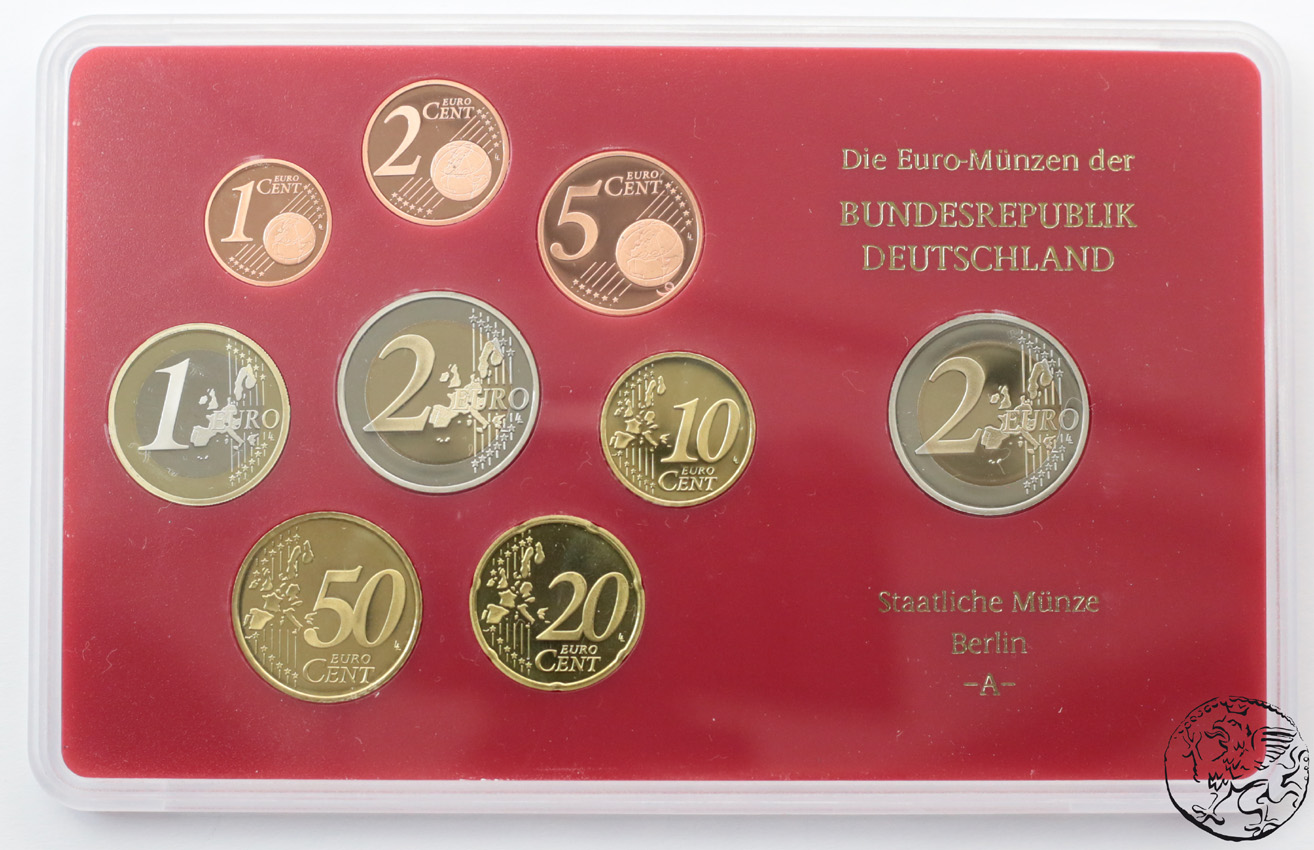 2 EURO
CENT
1 EURO
CENT
5 EURO
CENT
1 EURO
2 EURO
10
EURO
CENT
50
EURO
CENT
20
EURO
CENT
Die Euro-Münzen der
BUNDESREPUBLIK
DEUTSCHLAND
2 EURO
Staatliche Münze
Berlin
–A–